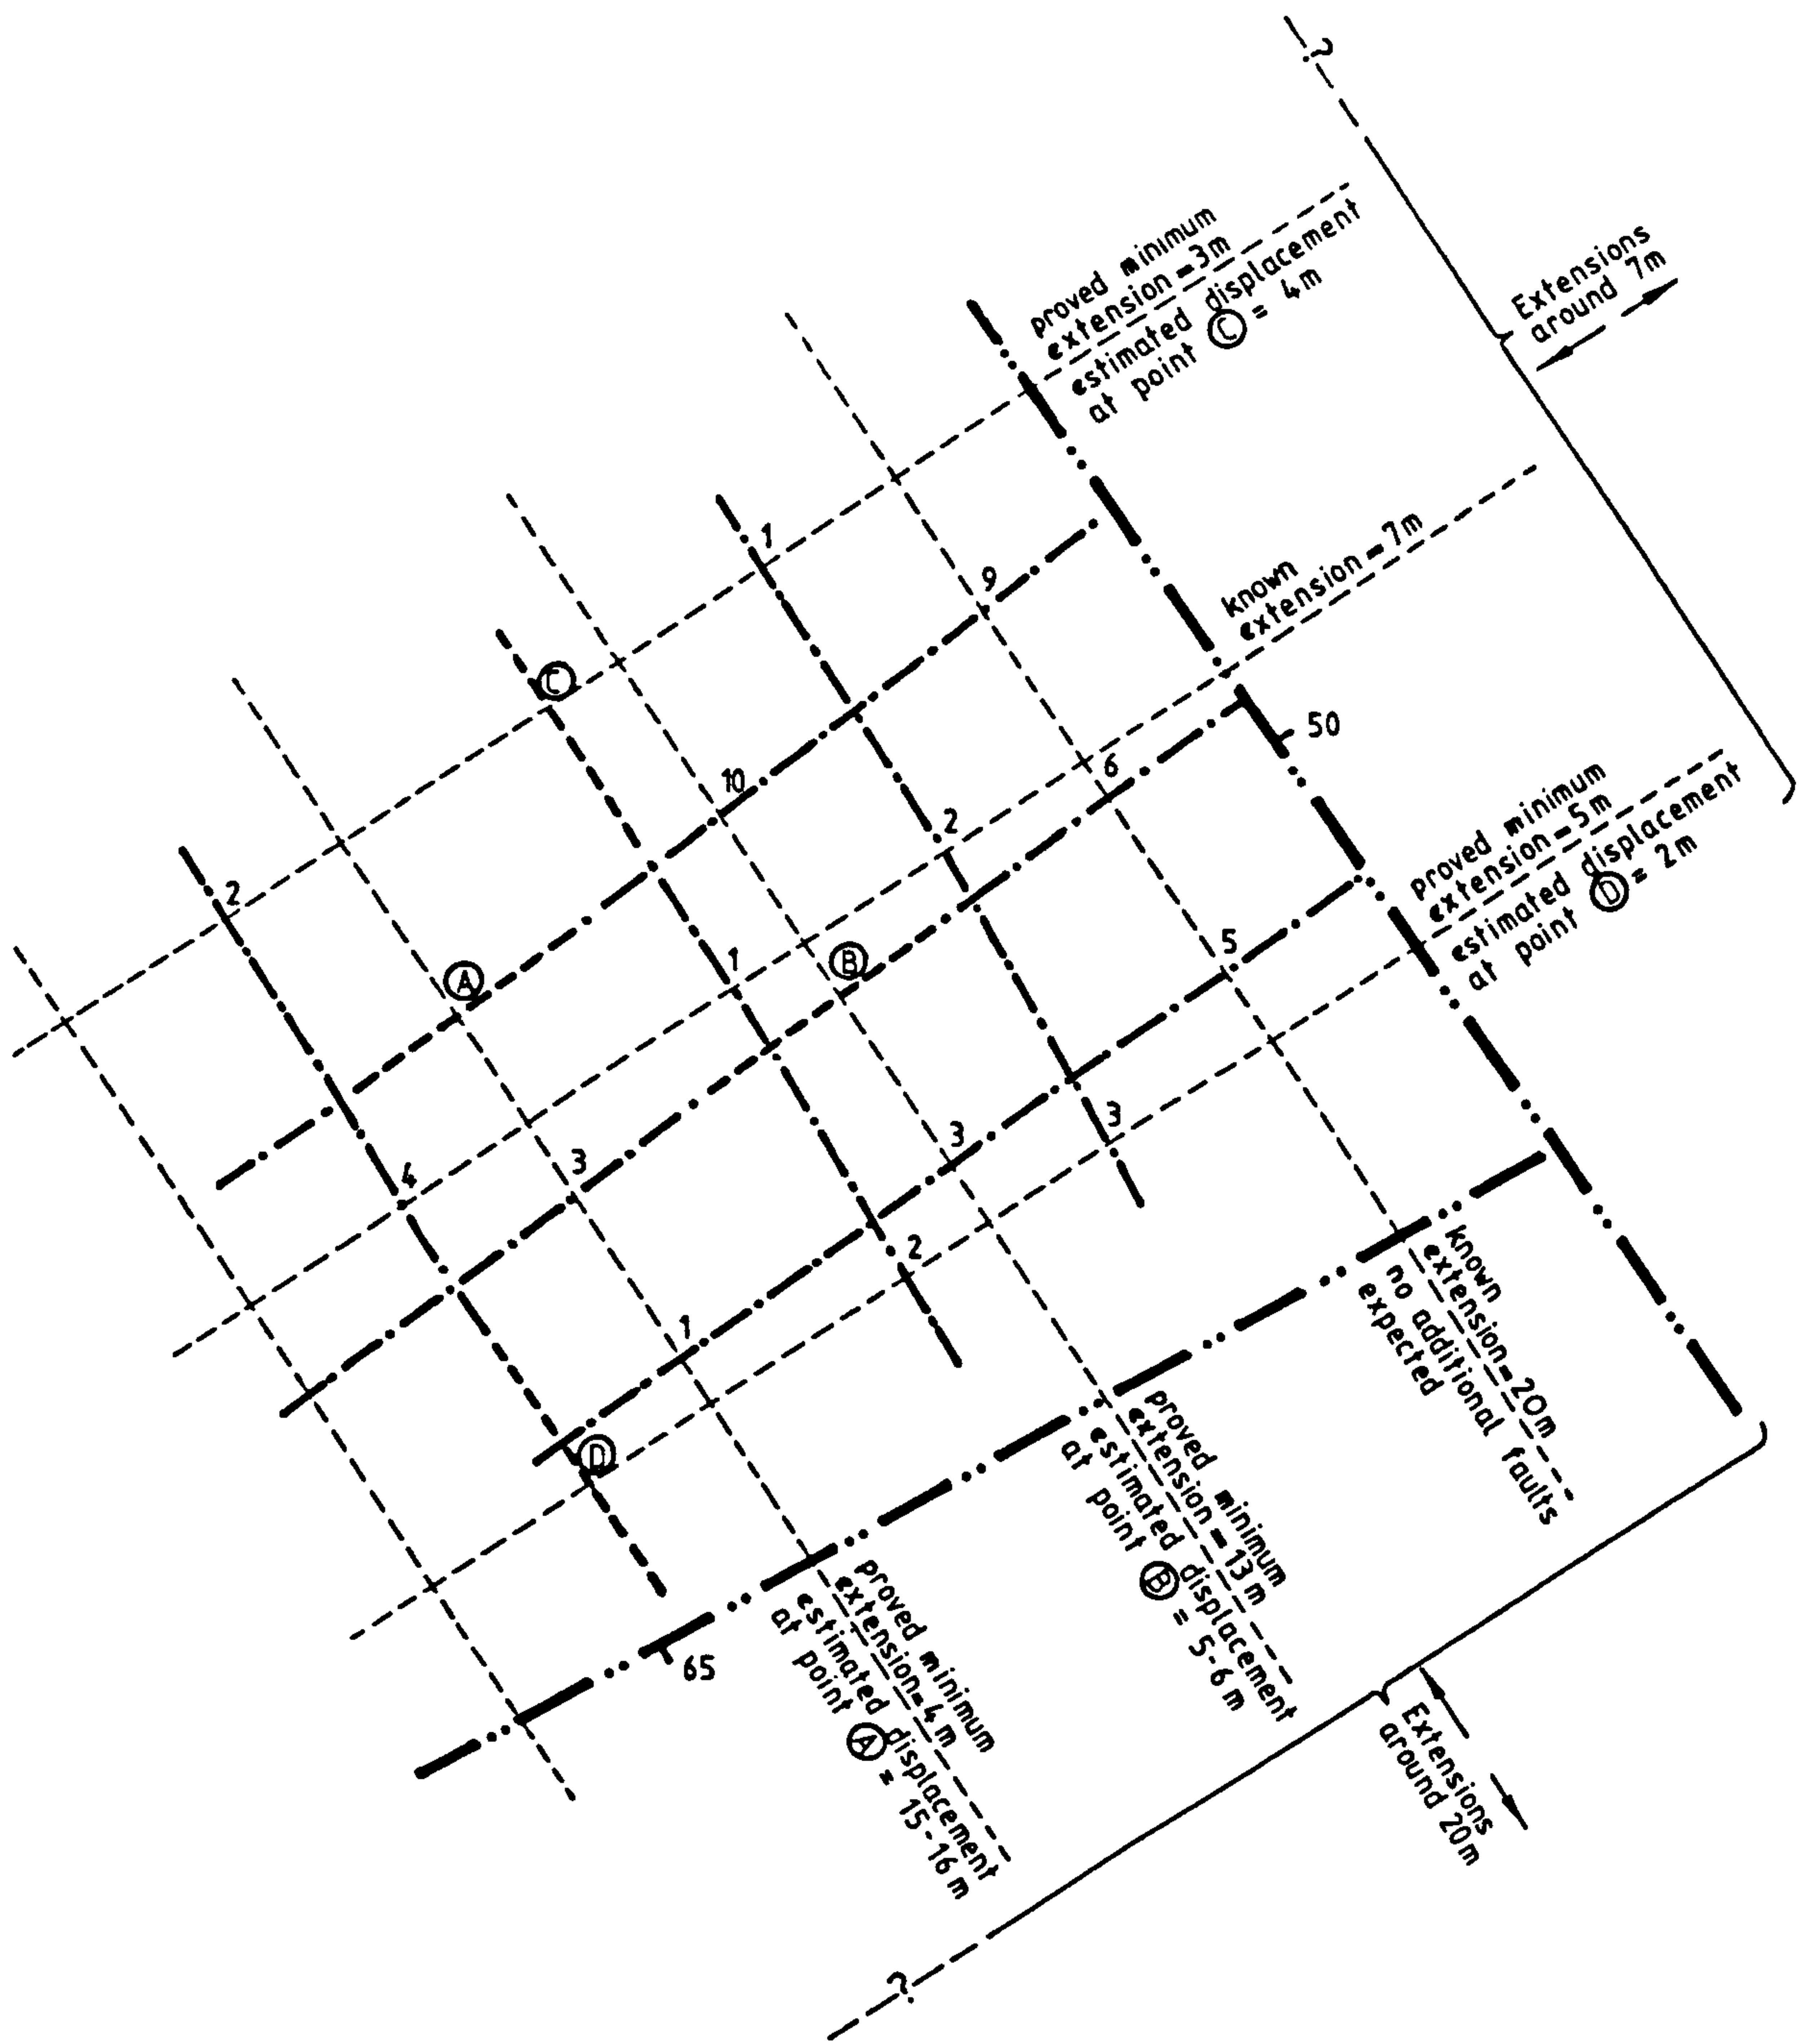 ?
proved minimum
extension = 3m
estimated displacement
at point Ⓒ = 4m
Extensions
around 7m
known
extension = 7m
1
9
Ⓒ
50
10
6
2
proved minimum
extension = 5m
estimated displacement
at point Ⓓ = 2m
2
Ⓐ
1
Ⓑ
5
3
3
4
3
2
known
extension = 20m
no additional faults
expected
1
Ⓓ
proved minimum
extension = 13m
estimated displacement
at point Ⓑ = 5-6m
65
proved minimum
extension = 4m
estimated displacement
at point Ⓐ = 15-16m
Extensions
around 20m
?